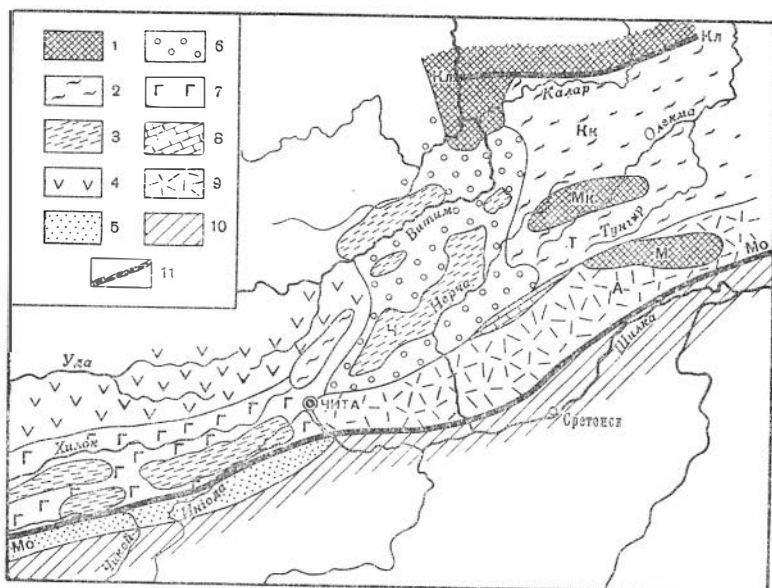 1
2
3
4
5
6
7
8
9
10
11
Кл
Кл
Калар
Кк
Олекма
Мк
Витим
Тунгир
Т
М
Мо
Нерча
А
Ч
Шилка
Уда
ЧИТА
Сретенск
Хилок
Ингода
Чикой
Мо